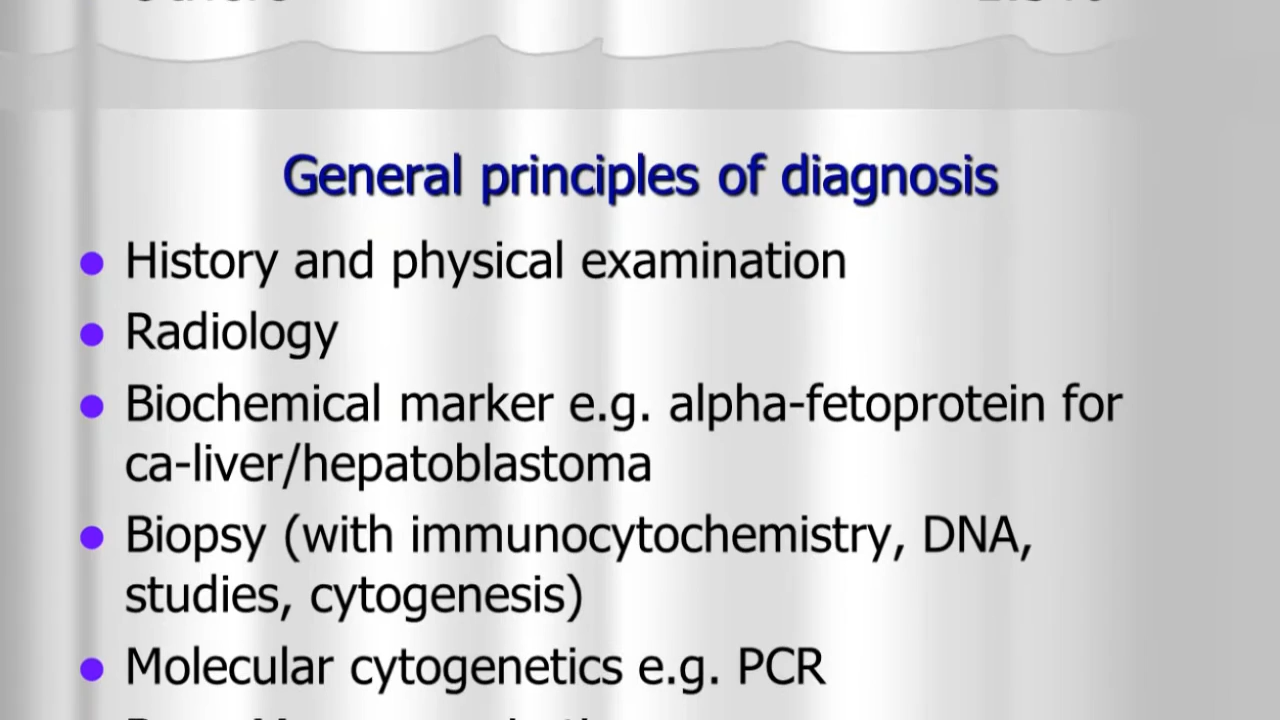 General principles of diagnosis
History and physical examination
Radiology
Biochemical marker e.g. alpha-fetoprotein for
ca-liver/hepatoblastoma
Biopsy (with immunocytochemistry, DNA,
studies, cytogenesis)
Molecular cytogenetics e.g. PCR